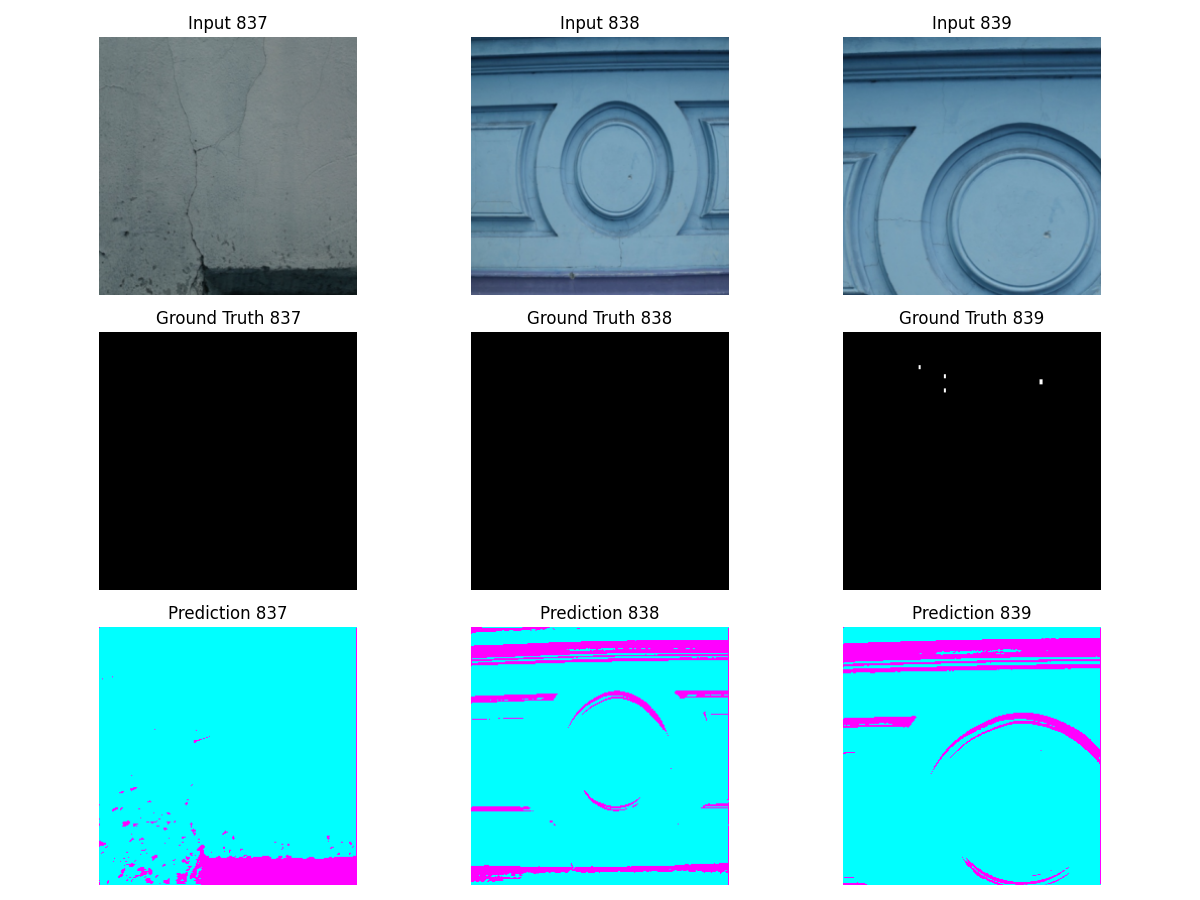 Input 837
Input 838
Input 839
Ground Truth 837
Ground Truth 838
Ground Truth 839
Prediction 837
Prediction 838
Prediction 839